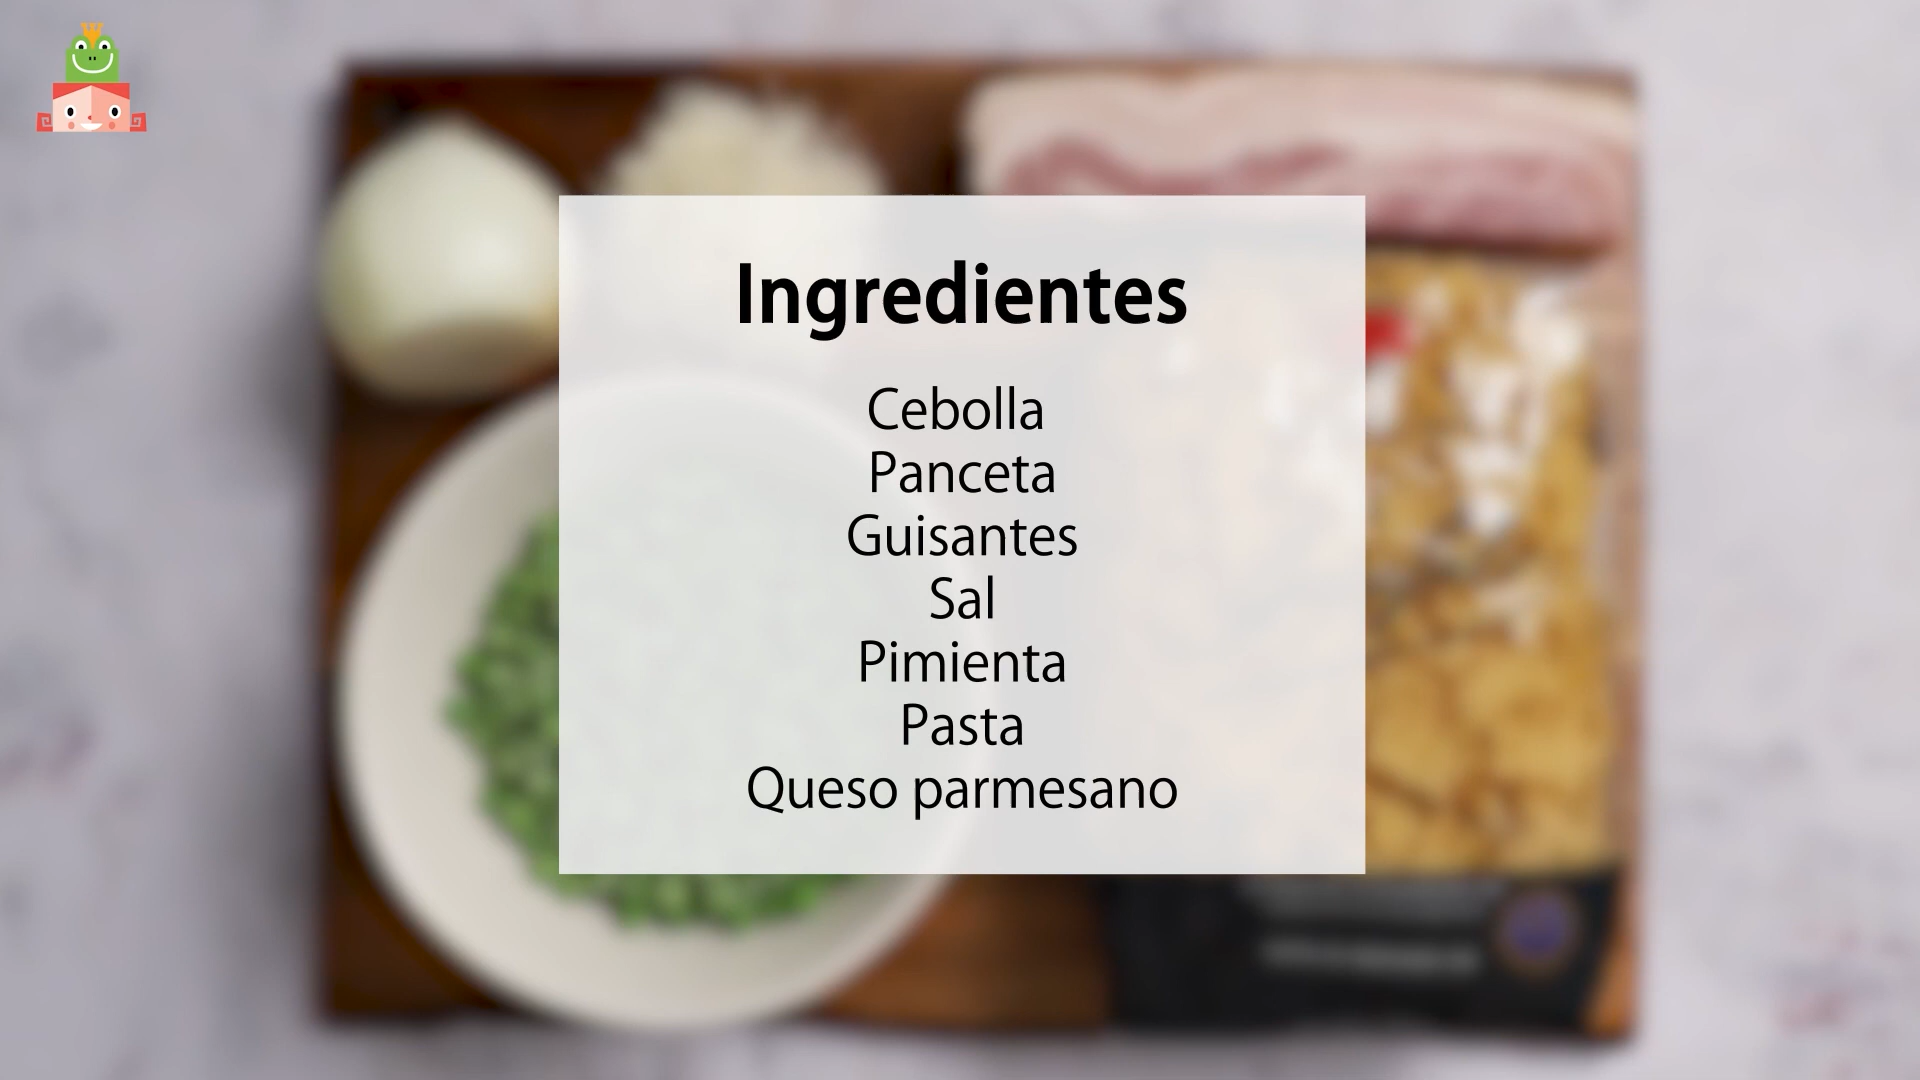 Ingredientes
Cebolla
Panceta
Guisantes
Sal
Pimienta
Pasta
Queso parmesano